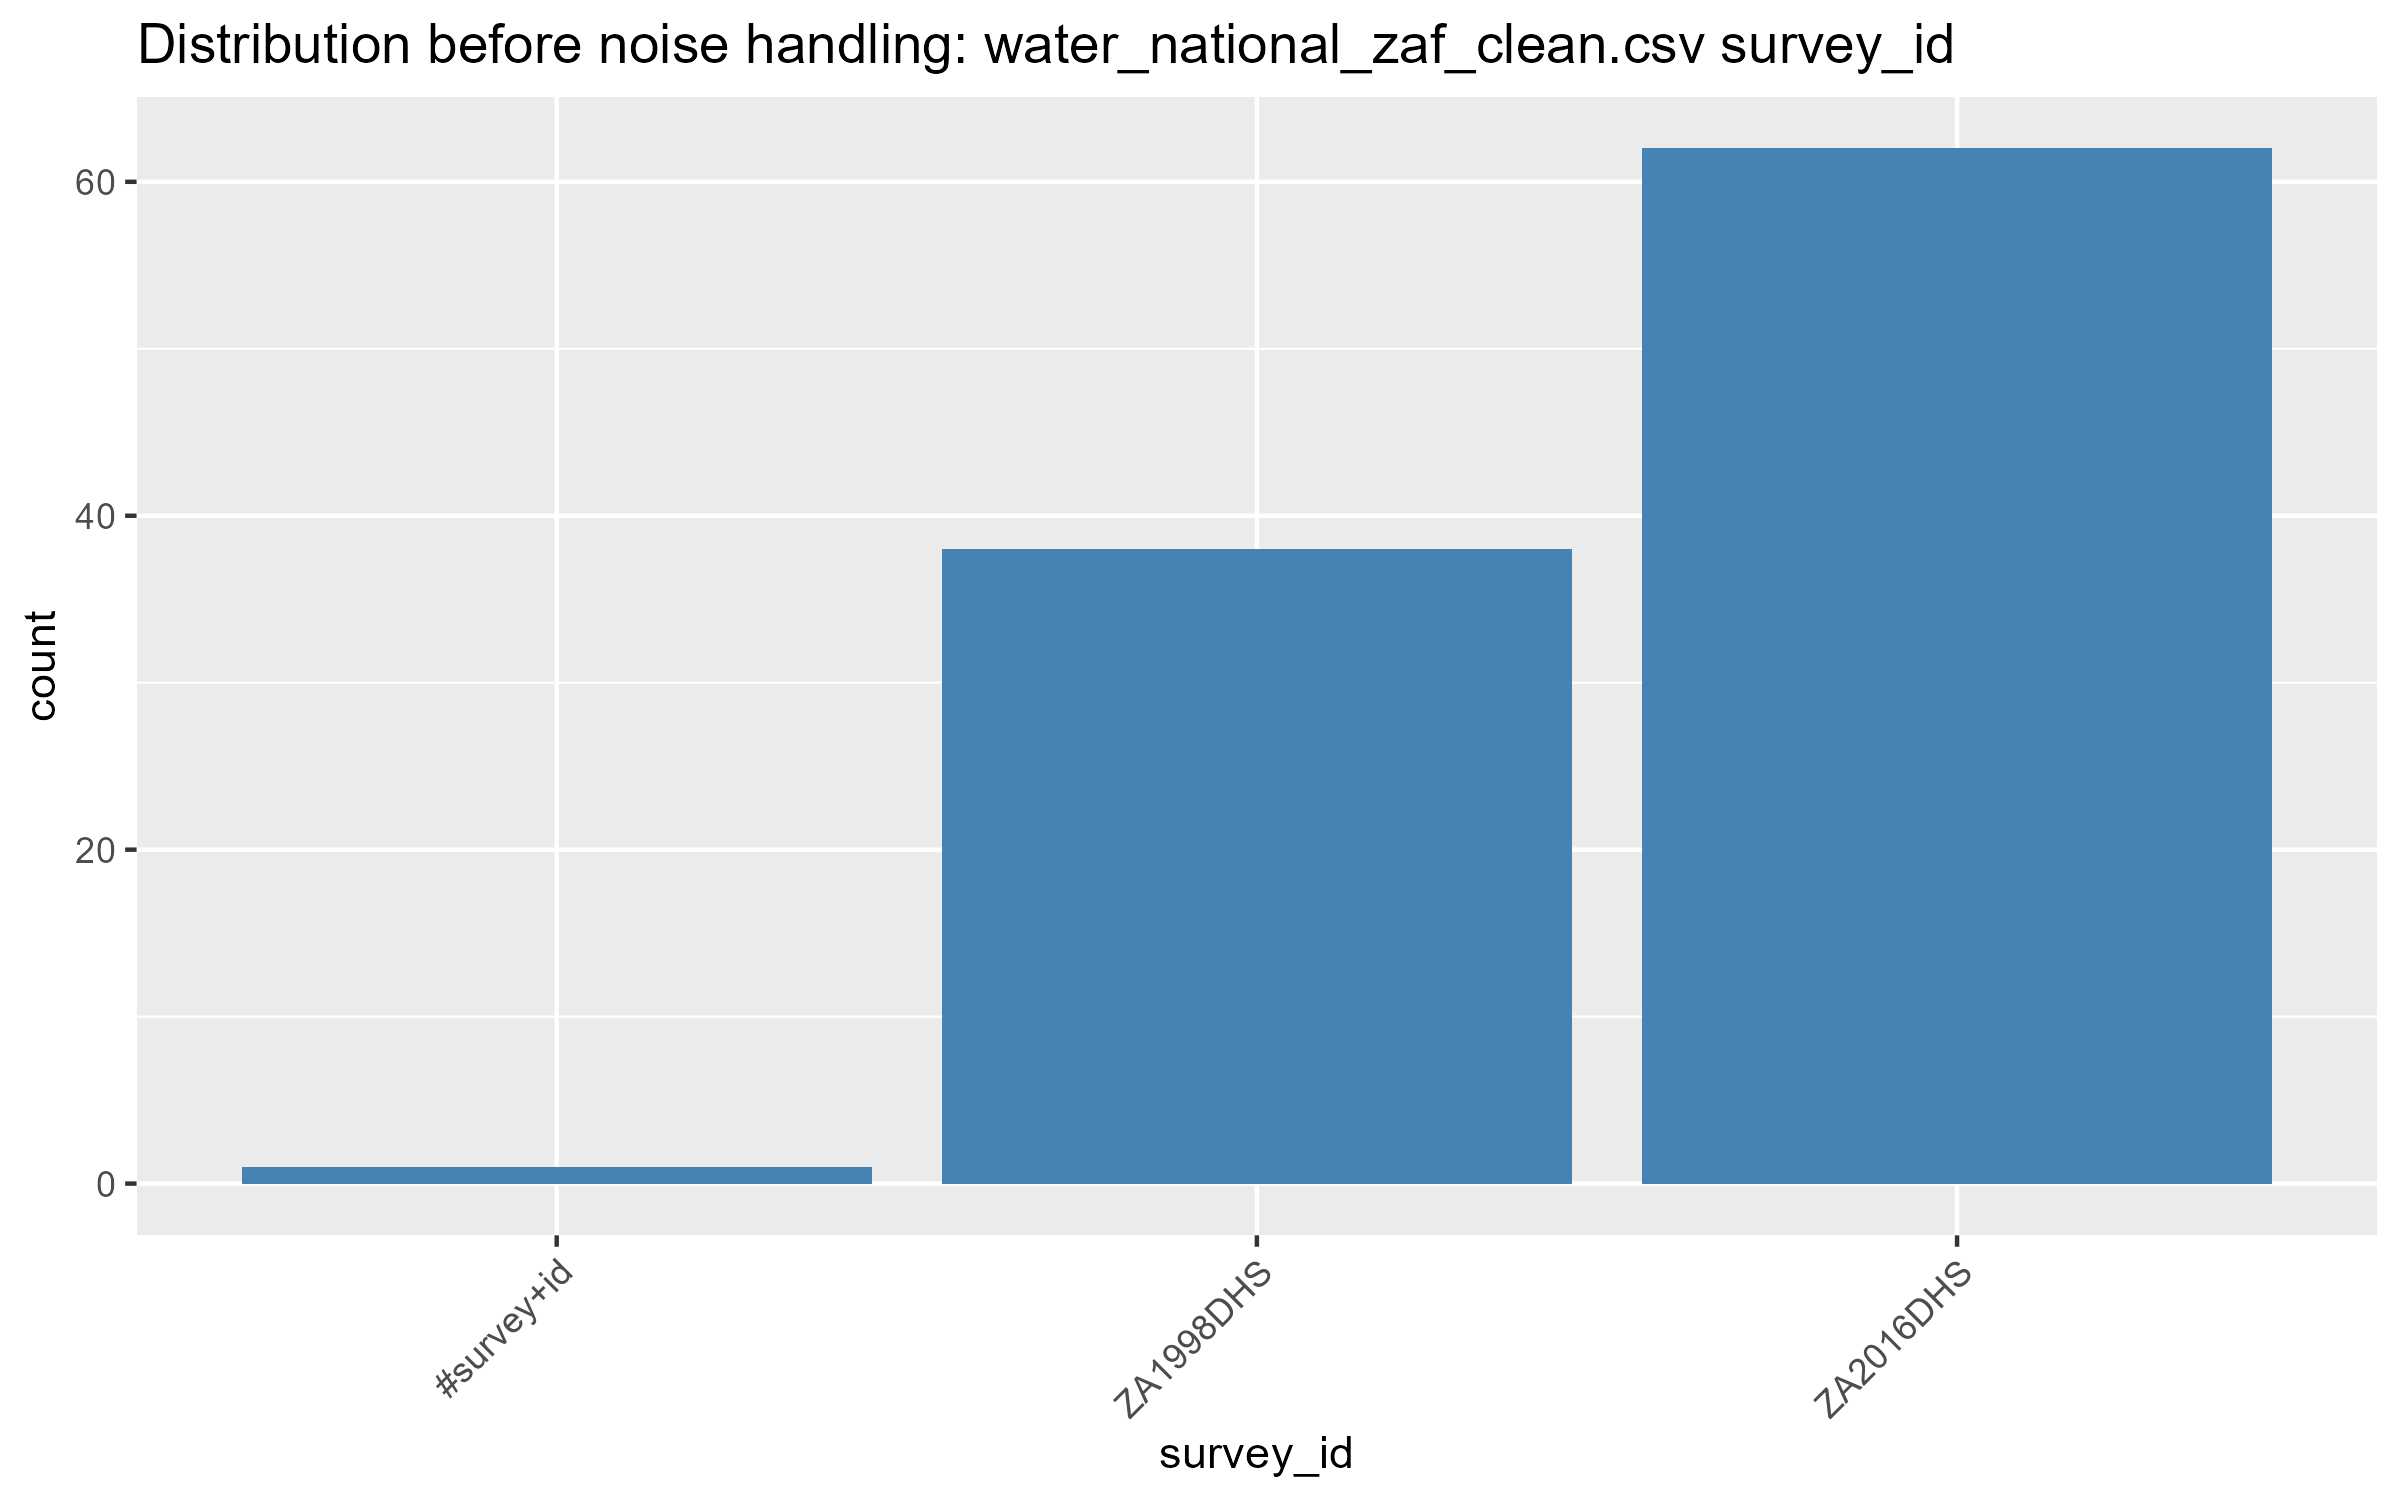 Distribution before noise handling: water_national_zaf_clean.csv survey_id
60
40
20
0
count
#survey+id
ZA1998DHS
ZA2016DHS
survey_id